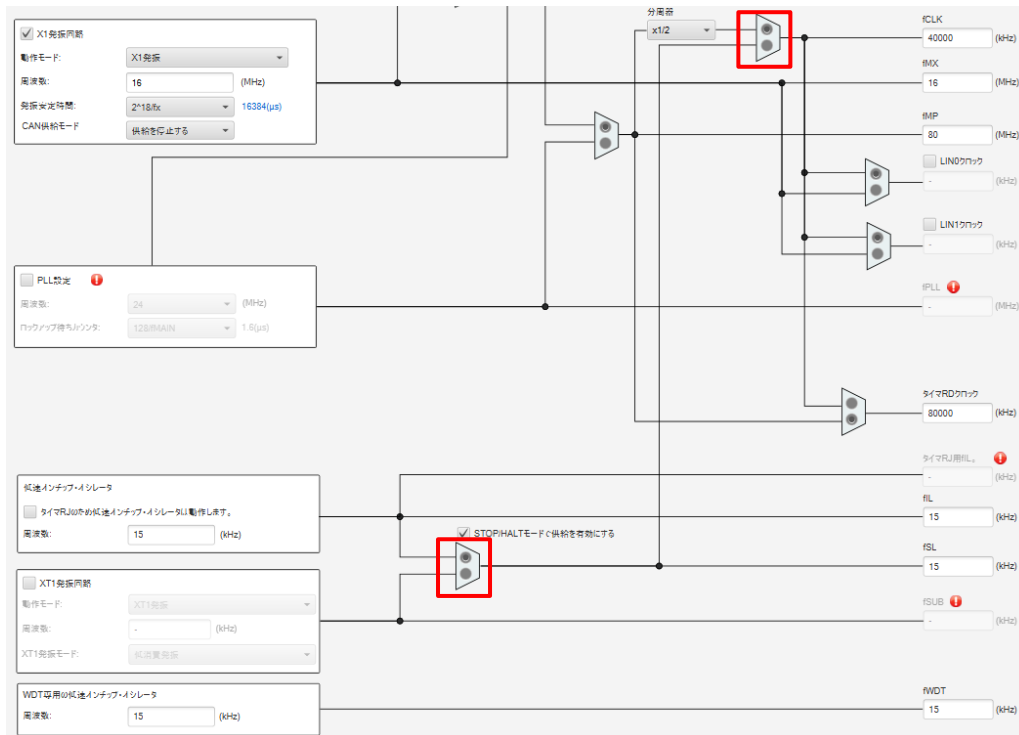 X1発振回路
動作モード: X1発振
周波数: 16 (MHz)
発振安定時間: 2^18/fx 16384(μs)
CAN供給モード 供給を停止する
分周器
x1/2
fCLK
40000 (kHz)
fMX
16 (MHz)
fMP
80 (MHz)
LIN0クロック
- (kHz)
LIN1クロック
- (kHz)
PLL設定
周波数: 24 (MHz)
ロックアップ待ちカウンタ: 128/fMAIN 1.6(μs)
fPLL
- (MHz)
タイマRDクロック
80000 (kHz)
低速オンチップ・オシレータ
タイマRJのため低速オンチップ・オシレータは動作します。
周波数: 15 (kHz)
タイマRJ用fIL。
- (kHz)
fIL
15 (kHz)
STOP/HALTモードで供給を有効にする
fSL
15 (kHz)
XT1発振回路
動作モード: XT1発振
周波数: - (kHz)
XT1発振モード: 低消費発振
fSUB
- (kHz)
WDT専用の低速オンチップ・オシレータ
周波数: 15 (kHz)
fWDT
15 (kHz)